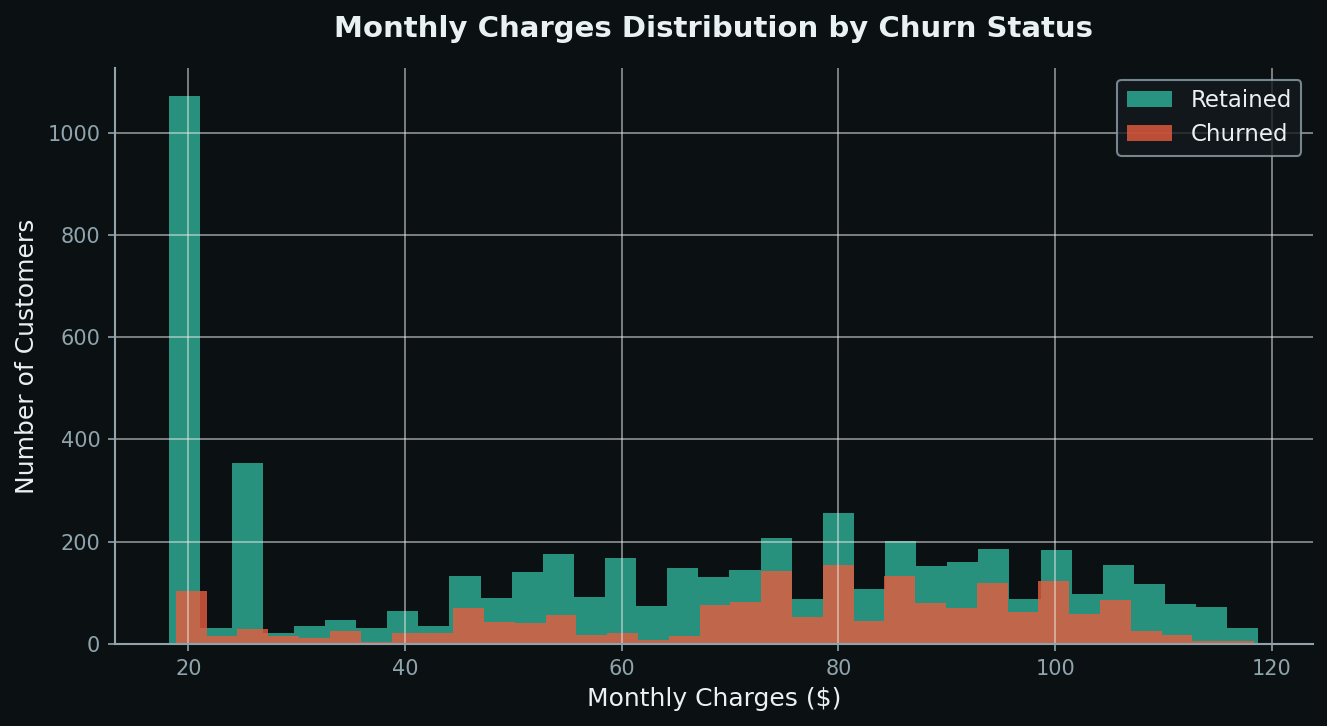 Monthly Charges Distribution by Churn Status
Retained
Churned
Number of Customers
1000
800
600
400
200
0
20 40 60 80 100 120
Monthly Charges ($)